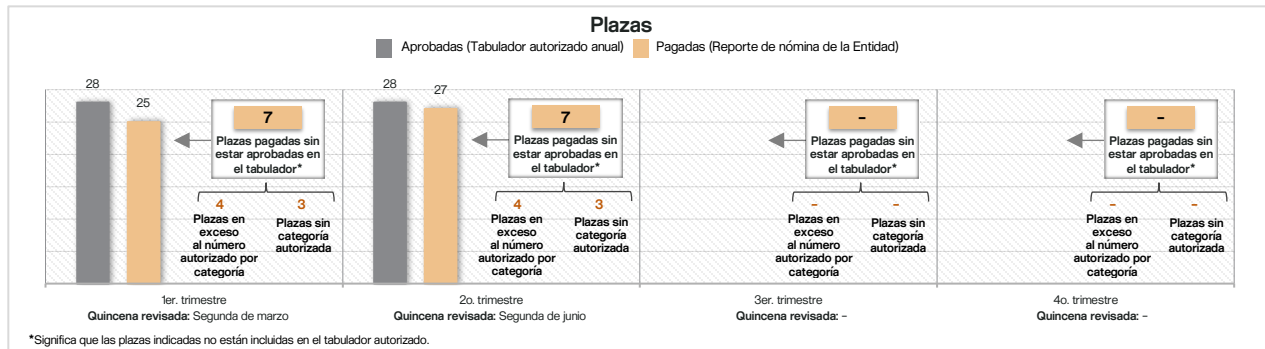 Plazas
Aprobadas (Tabulador autorizado anual) Pagadas (Reporte de nómina de la Entidad)
28
25
7
Plazas pagadas sin
estar aprobadas en
el tabulador*
4 3
Plazas en
exceso
al número
autorizado por
categoría
Plazas sin
categoría
autorizada
28
27
7
Plazas pagadas sin
estar aprobadas en
el tabulador*
4 3
Plazas en
exceso
al número
autorizado por
categoría
Plazas sin
categoría
autorizada
-
Plazas pagadas sin
estar aprobadas en
el tabulador*
- -
Plazas en
exceso
al número
autorizado por
categoría
Plazas sin
categoría
autorizada
-
Plazas pagadas sin
estar aprobadas en
el tabulador*
- -
Plazas en
exceso
al número
autorizado por
categoría
Plazas sin
categoría
autorizada
1er. trimestre
Quincena revisada: Segunda de marzo
2o. trimestre
Quincena revisada: Segunda de junio
3er. trimestre
Quincena revisada: -
4o. trimestre
Quincena revisada: -
*Significa que las plazas indicadas no están incluidas en el tabulador autorizado.